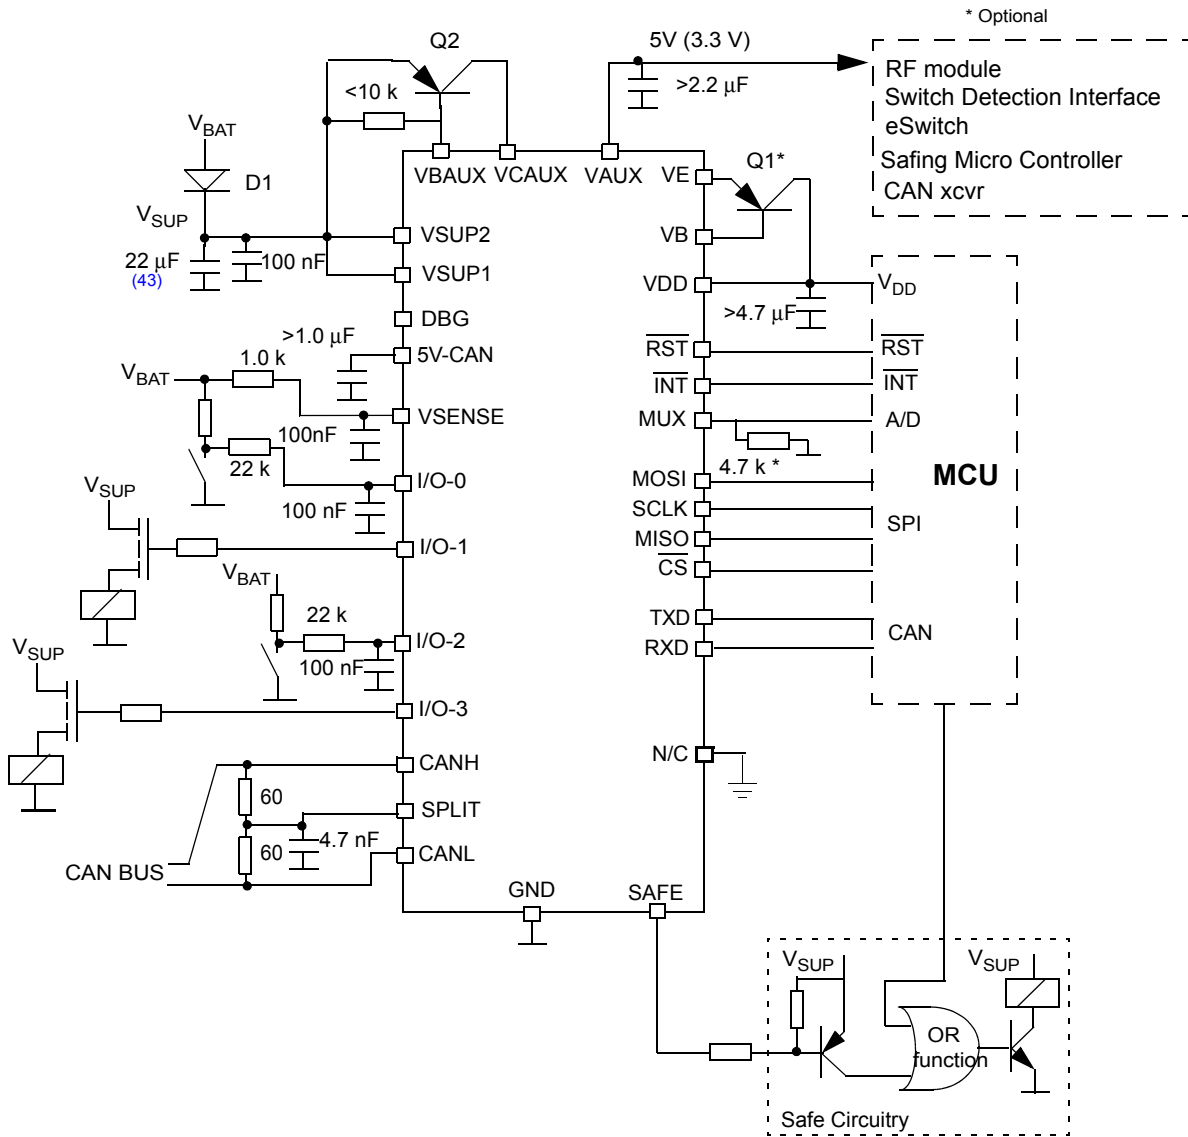 * Optional
Q2
5V (3.3 V)
RF module
Switch Detection Interface
eSwitch
Safing Micro Controller
CAN xcvr
<10 k
>2.2 μF
VBAT
D1
VSUP
22 μF
(43)
100 nF
VBAUX
VCAUX
VAUX
VE
Q1*
VB
VSUP2
VSUP1
VDD
VDD
>4.7 μF
DBG
>1.0 μF
5V-CAN
RST
RST
INT
INT
VBAT
1.0 k
VSENSE
100nF
MUX
A/D
4.7 k *
22 k
I/O-0
100 nF
MOSI
SCLK
MISO
CS
SPI
MCU
VSUP
I/O-1
VBAT
22 k
I/O-2
100 nF
TXD
RXD
CAN
VSUP
I/O-3
N/C
CANH
60
SPLIT
4.7 nF
60
CANL
CAN BUS
GND
SAFE
VSUP
VSUP
OR
function
Safe Circuitry